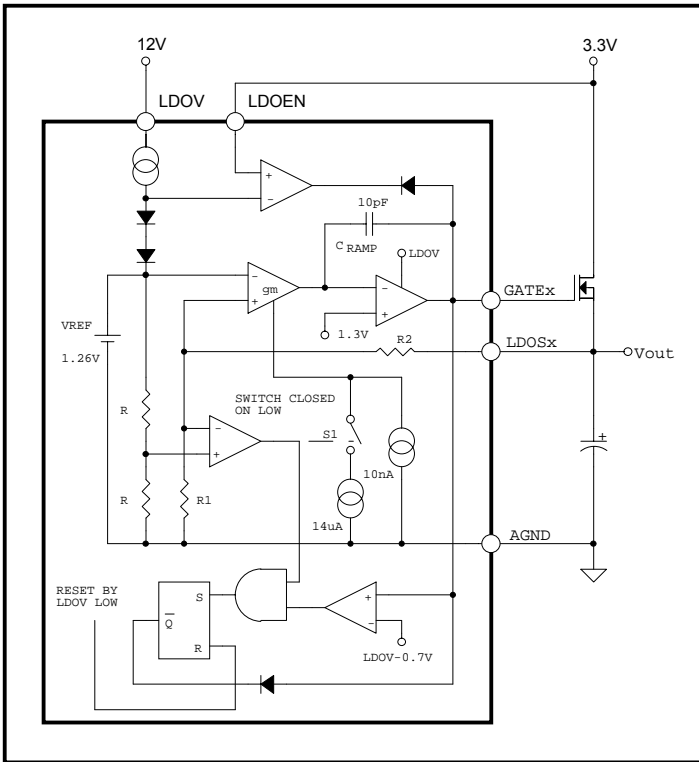 12V
3.3V
LDOV
LDOEN
+
-
10pF
C RAMP
LDOV
-
gm
+
-
+
GATEx
1.3V
VREF
1.26V
R2
LDOSx
Vout
SWITCH CLOSED
ON LOW
R
-
+
S1
10nA
+
R
R1
14uA
AGND
RESET BY
LDOV LOW
S
Q
R
+
-
LDOV-0.7V